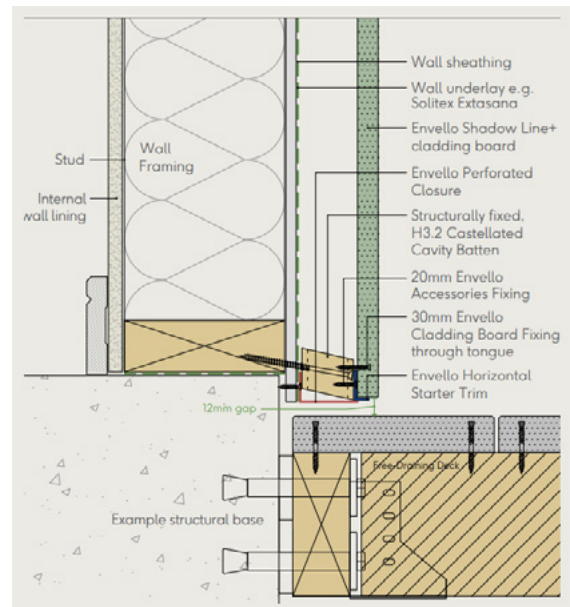 Wall sheathing
Wall underlay e.g.
Solitex Extasana
Envello Shadow Line+
cladding board
Envello Perforated
Closure
Structurally fixed,
H3.2 Castellated
Cavity Batten
20mm Envello
Accessories Fixing
30mm Envello
Cladding Board Fixing
through tongue
Envello Horizontal
Starter Trim
Stud
Wall
Framing
Internal
wall lining
12mm gap
Free-Draining Deck
Example structural base